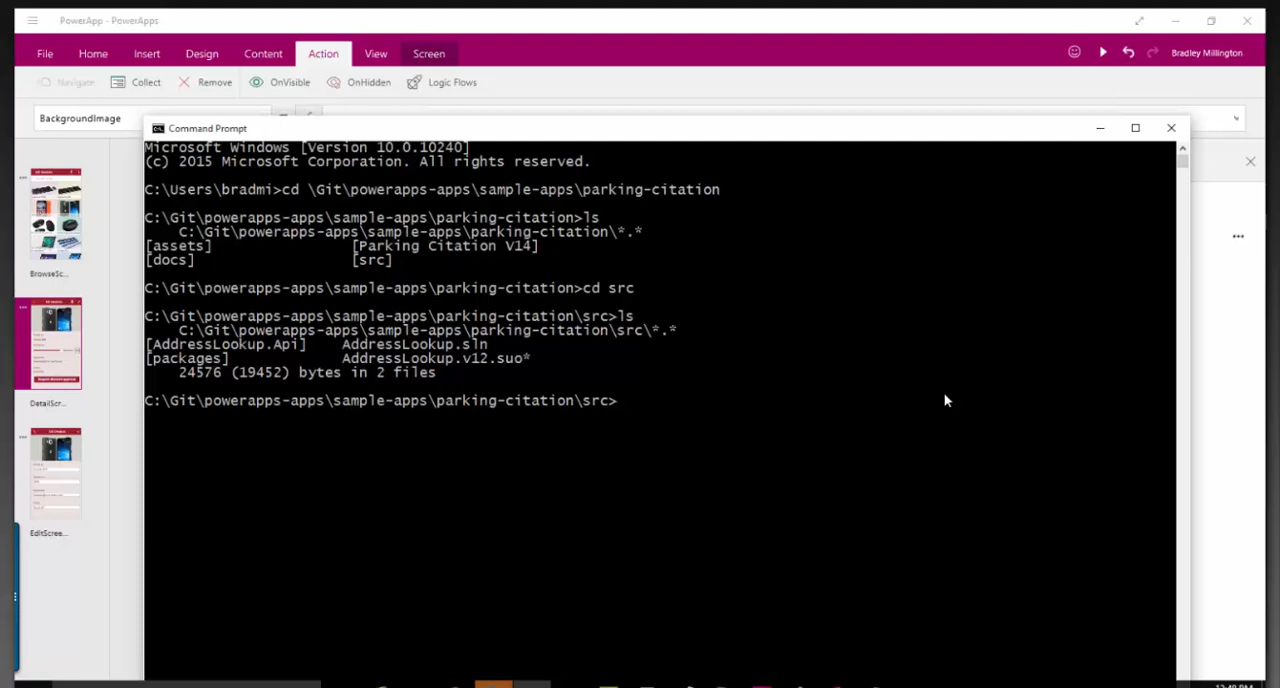 PowerApp - PowerApps
File Home Insert Design Content Action View Screen
Bradley Millington
Navigate Collect Remove OnVisible OnHidden Logic Flows
BackgroundImage
Command Prompt
Microsoft Windows [Version 10.0.10240]
(c) 2015 Microsoft Corporation. All rights reserved.
C:\Users\bradmi>cd \Git\powerapps-apps\sample-apps\parking-citation
C:\Git\powerapps-apps\sample-apps\parking-citation>ls
C:\Git\powerapps-apps\sample-apps\parking-citation\*.*
[assets] [Parking Citation V14]
[docs] [src]
C:\Git\powerapps-apps\sample-apps\parking-citation>cd src
C:\Git\powerapps-apps\sample-apps\parking-citation\src>ls
C:\Git\powerapps-apps\sample-apps\parking-citation\src\*.*
[AddressLookup.Api] AddressLookup.sln
[packages] AddressLookup.v12.suo*
24576 (19452) bytes in 2 files
C:\Git\powerapps-apps\sample-apps\parking-citation\src>
BrowseSc...
DetailScr...
EditScree...